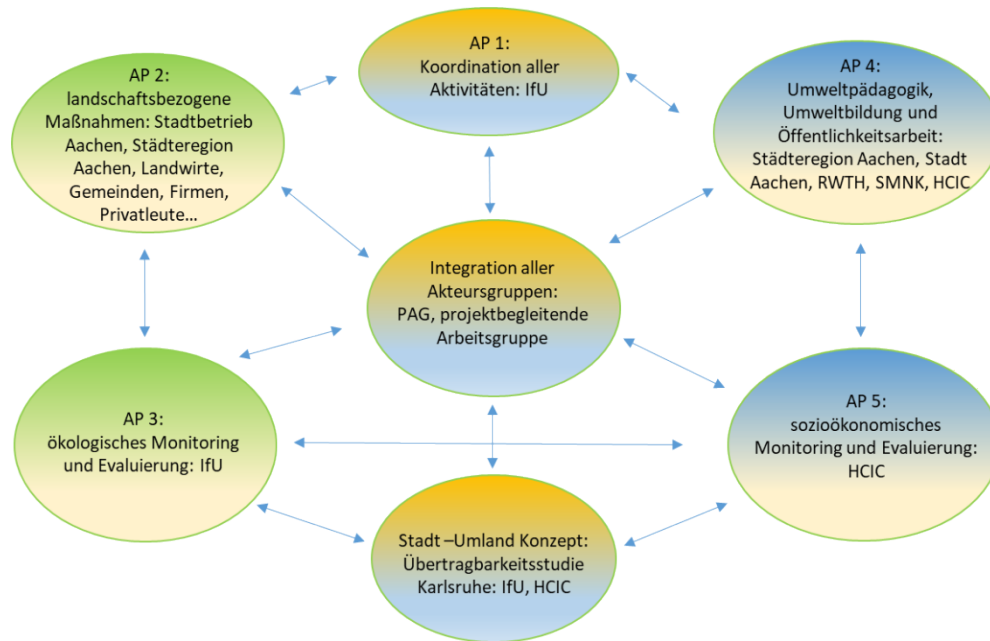 AP 1:
Koordination aller
Aktivitäten: IfU
AP 2:
landschaftsbezogene
Maßnahmen: Stadtbetrieb
Aachen, Städteregion
Aachen, Landwirte,
Gemeinden, Firmen,
Privatleute...
AP 4:
Umweltpädagogik,
Umweltbildung und
Öffentlichkeitsarbeit:
Städteregion Aachen, Stadt
Aachen, RWTH, SMNK, HCIC
Integration aller
Akteursgruppen:
PAG, projektbegleitende
Arbeitsgruppe
AP 3:
ökologisches Monitoring
und Evaluierung: IfU
AP 5:
sozioökonomisches
Monitoring und Evaluierung:
HCIC
Stadt –Umland Konzept:
Übertragbarkeitsstudie
Karlsruhe: IfU, HCIC